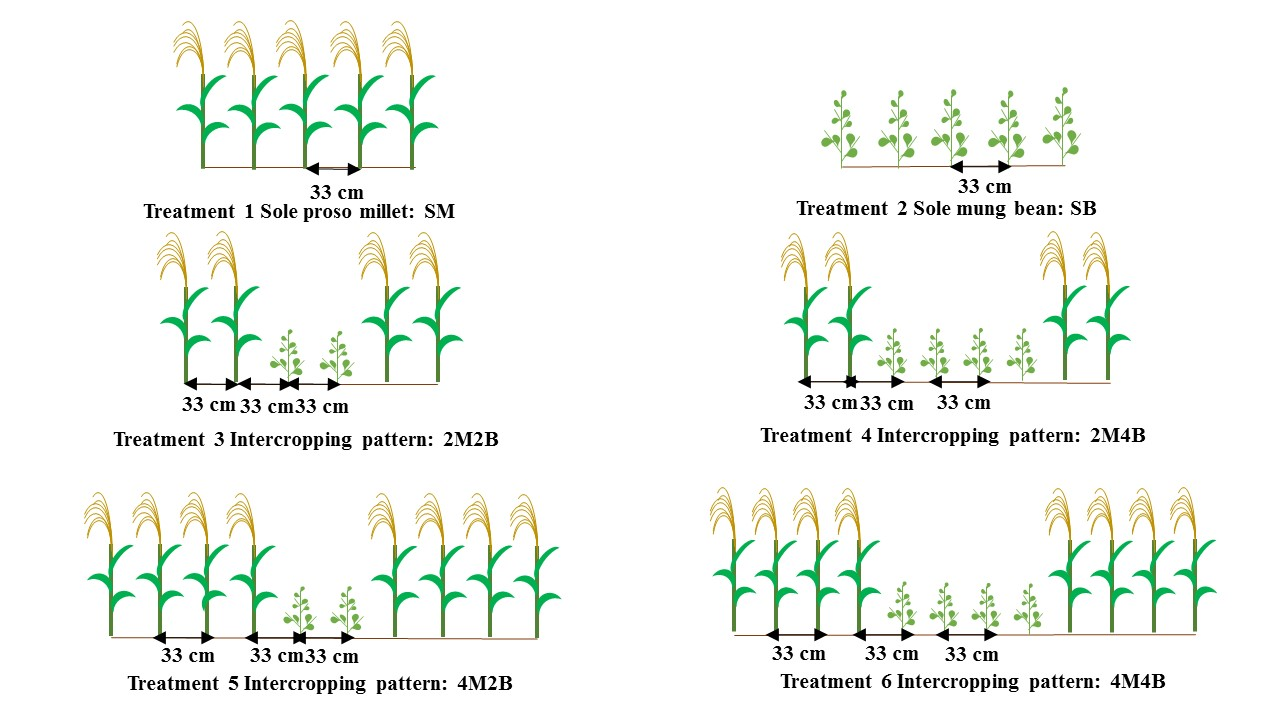 33 cm
Treatment 1 Sole proso millet: SM
33 cm
Treatment 2 Sole mung bean: SB
33 cm 33 cm 33 cm
Treatment 3 Intercropping pattern: 2M2B
33 cm 33 cm 33 cm
Treatment 4 Intercropping pattern: 2M4B
33 cm 33 cm 33 cm
Treatment 5 Intercropping pattern: 4M2B
33 cm 33 cm 33 cm
Treatment 6 Intercropping pattern: 4M4B